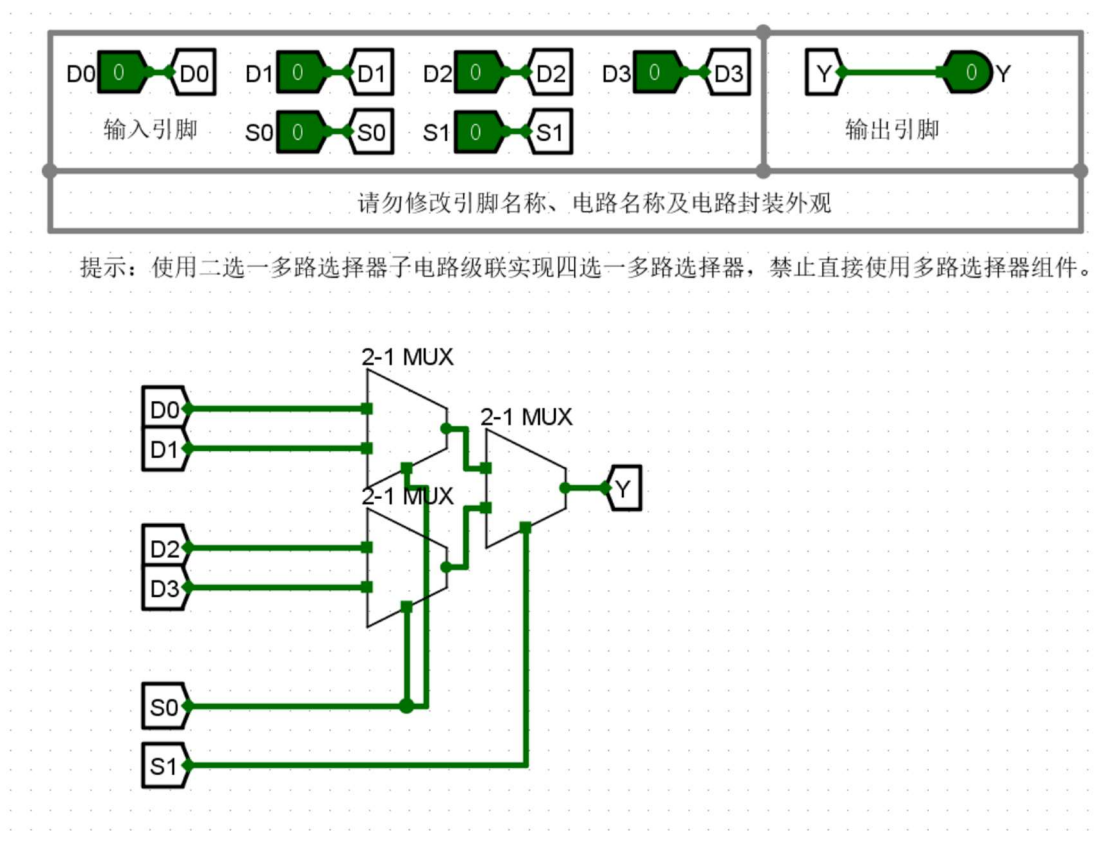 D0 0 D0 D1 0 D1 D2 0 D2 D3 0 D3 Y 0 Y
输入引脚 S0 0 S0 S1 0 S1 输出引脚
请勿修改引脚名称、电路名称及电路封装外观
提示：使用二选一多路选择器子电路级联实现四选一多路选择器，禁止直接使用多路选择器组件。
2-1 MUX
D0
2-1 MUX
D1
Y
2-1 MUX
D2
D3
S0
S1